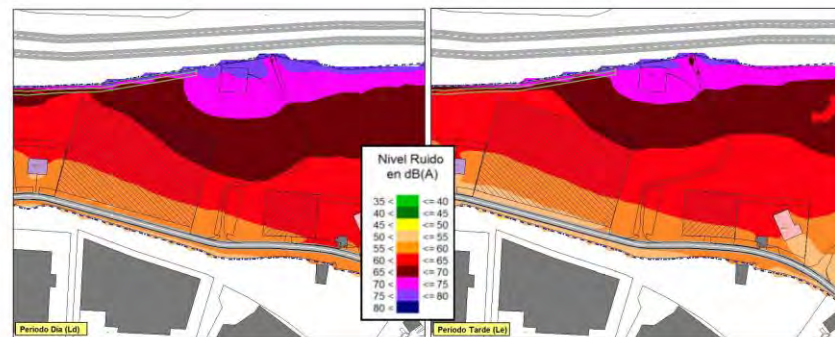 Nivel Ruido
en dB(A)
35 < <= 40
40 < <= 45
45 < <= 50
50 < <= 55
55 < <= 60
60 < <= 65
65 < <= 70
70 < <= 75
75 < <= 80
80 <
Periodo Día (Ld)
Periodo Tarde (Le)